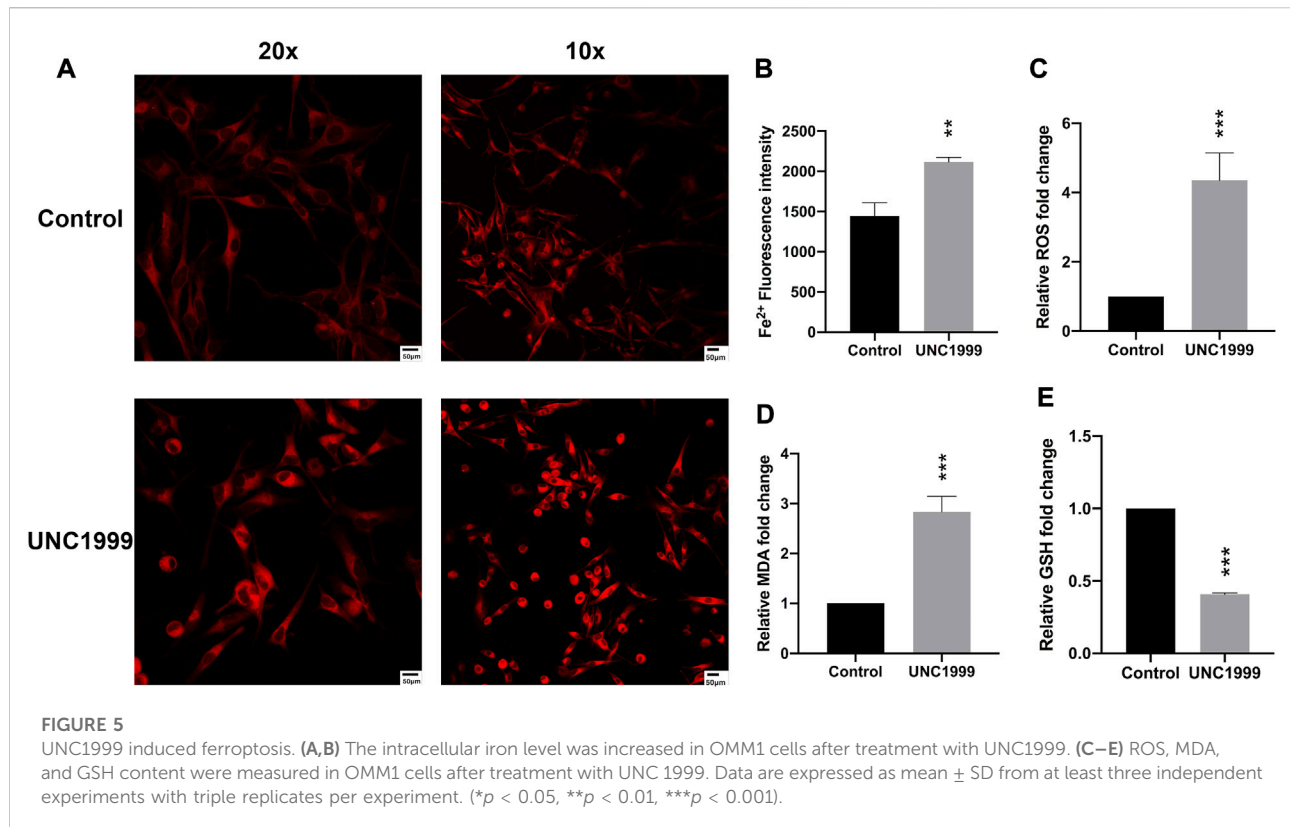 20x
10x
A
Control
50μm
50μm
UNC1999
50μm
50μm
B
Fe²⁺ Fluorescence intensity
2500
2000
1500
1000
500
0
**
Control
UNC1999
C
Relative ROS fold change
6
4
2
0
***
Control
UNC1999
D
Relative MDA fold change
4
3
2
1
0
***
Control
UNC1999
E
Relative GSH fold change
1.5
1.0
0.5
0.0
***
Control
UNC1999
FIGURE 5
UNC1999 induced ferroptosis. (A,B) The intracellular iron level was increased in OMM1 cells after treatment with UNC1999. (C–E) ROS, MDA,
and GSH content were measured in OMM1 cells after treatment with UNC 1999. Data are expressed as mean ± SD from at least three independent
experiments with triple replicates per experiment. (*p < 0.05, **p < 0.01, ***p < 0.001).